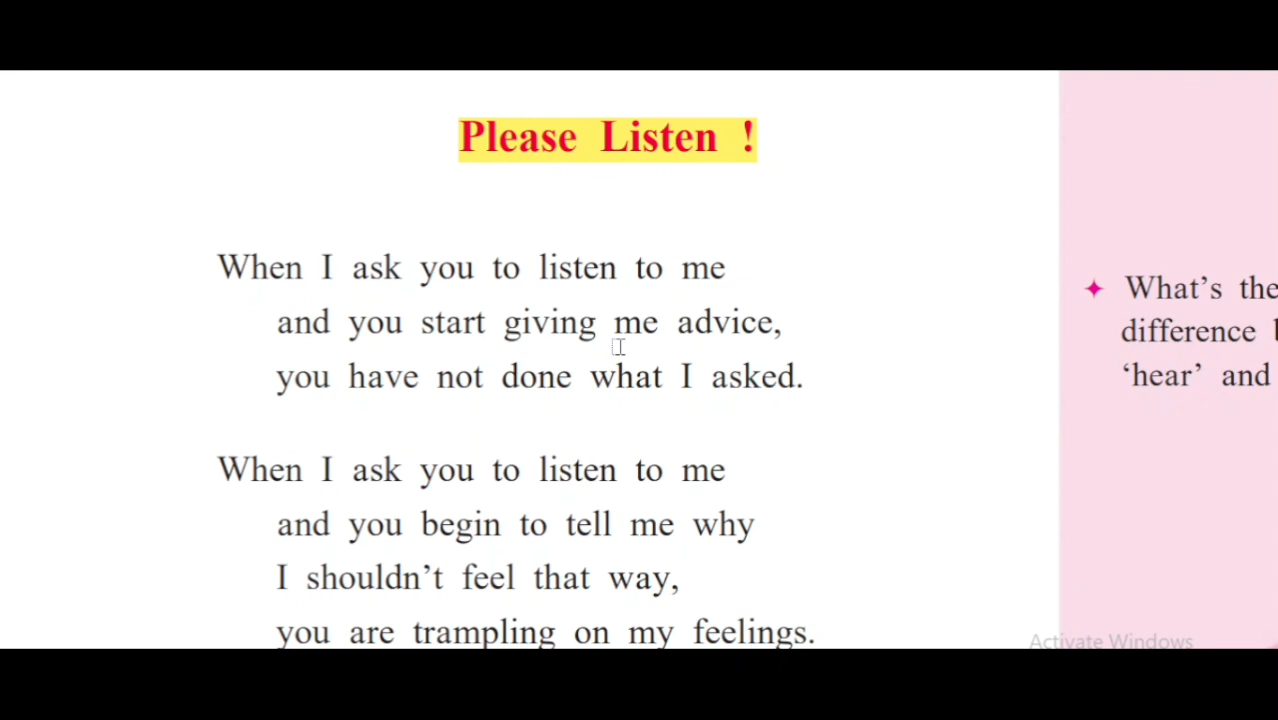 Please Listen !
When I ask you to listen to me
and you start giving me advice,
you have not done what I asked.
When I ask you to listen to me
and you begin to tell me why
I shouldn't feel that way,
you are trampling on my feelings.
✦ What's the
difference
‘hear’ and
Activate Windows